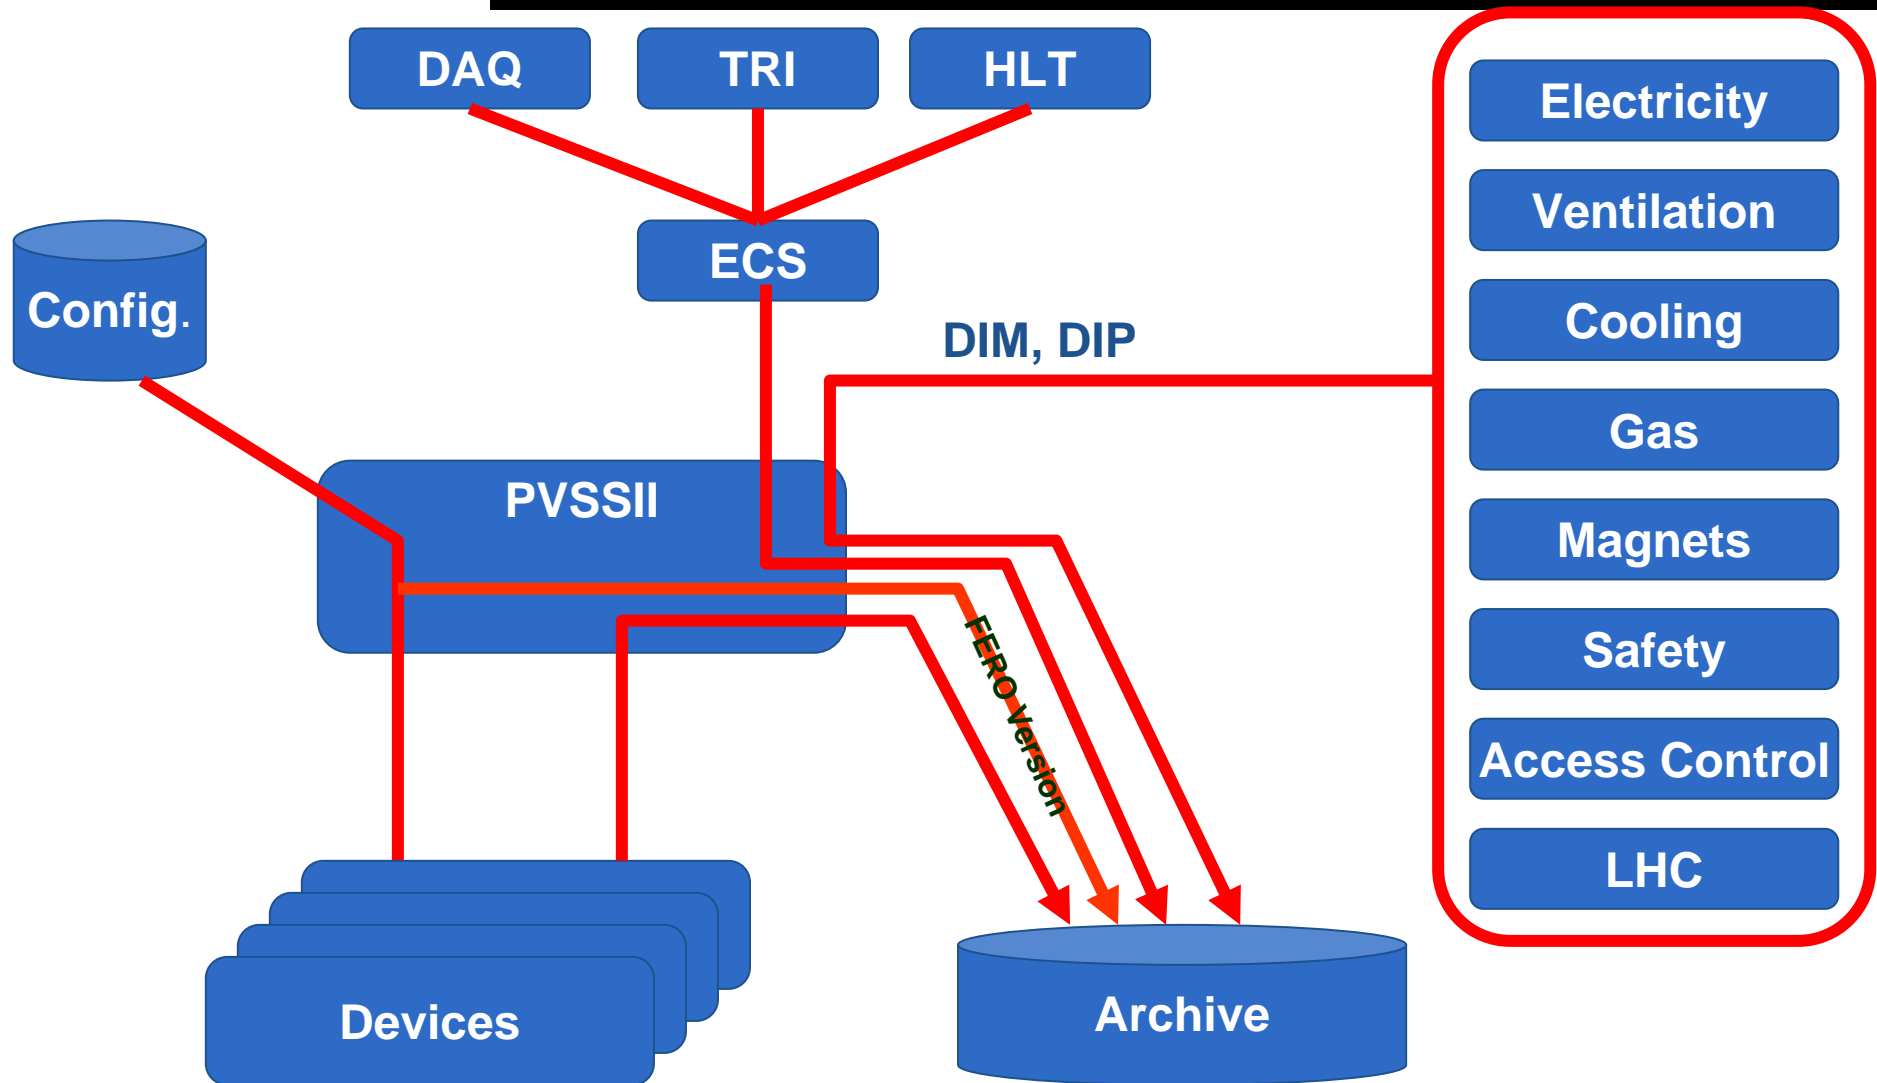 DAQ
TRI
HLT
ECS
Config.
DIM, DIP
PVSSII
FERO Version
Devices
Archive
Electricity
Ventilation
Cooling
Gas
Magnets
Safety
Access Control
LHC